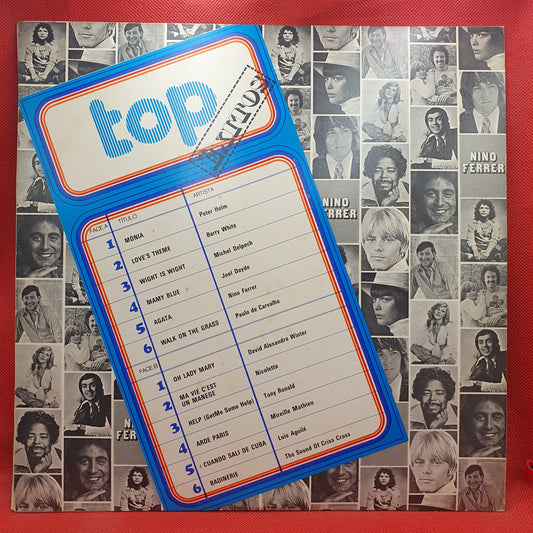 top
FACE A TÍTULO ARTISTA
1 MÓNIA Peter Holm
2 LOVE'S THEME Barry White
3 WIGHT IS WIGHT Michel Delpech
4 MAMY BLUE Joel Dayde
5 AGATA Nino Ferrer
6 WALK ON THE GRASS Paulo de Carvalho
FACE B
1 OH LADY MARY David Alexandre Winter
2 MA VIE C'EST
UN MANEGE Nicoletta
3 HELP (GetMe Some Help) Tony Ronald
4 ARDE PARIS Mireille Mathieu
5 CUANDO SALI DE CUBA Luis Aguilé
6 BADINERIE The Sound Of Criss Cross
NINO
FERRER
NINO
FERRER
NINO
FERRER